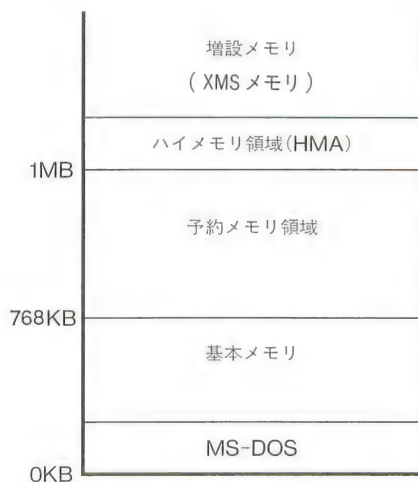 増設メモリ
( XMSメモリ )
ハイメモリ領域(HMA)
1MB
予約メモリ領域
768KB
基本メモリ
MS-DOS
0KB